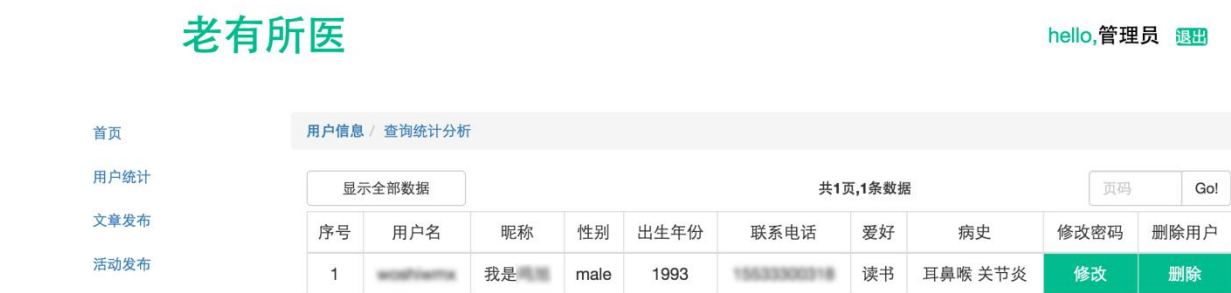 老有所医
hello,管理员 退出
首页
用户统计
文章发布
活动发布
用户信息 / 查询统计分析
显示全部数据 共1页,1条数据 页码 Go!
序号 用户名 昵称 性别 出生年份 联系电话 爱好 病史 修改密码 删除用户
1 我是 male 1993 读书 耳鼻喉 关节炎 修改 删除